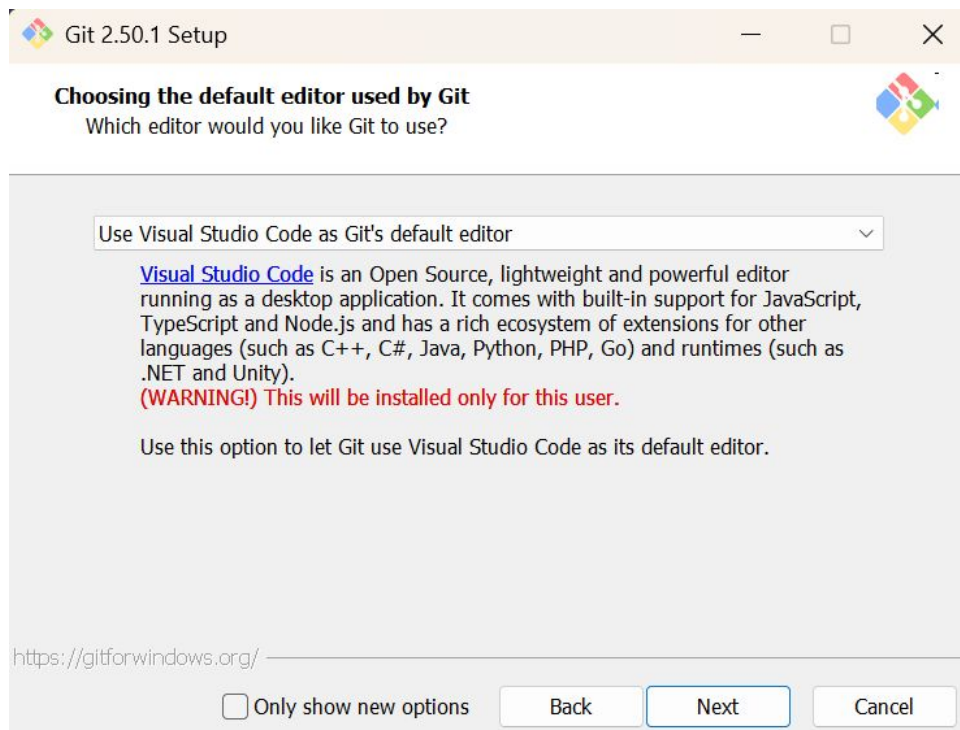 Git 2.50.1 Setup
Choosing the default editor used by Git
Which editor would you like Git to use?
Use Visual Studio Code as Git's default editor
Visual Studio Code is an Open Source, lightweight and powerful editor
running as a desktop application. It comes with built-in support for JavaScript,
TypeScript and Node.js and has a rich ecosystem of extensions for other
languages (such as C++, C#, Java, Python, PHP, Go) and runtimes (such as
.NET and Unity).
(WARNING!) This will be installed only for this user.
Use this option to let Git use Visual Studio Code as its default editor.
https://gitforwindows.org/
Only show new options Back Next Cancel